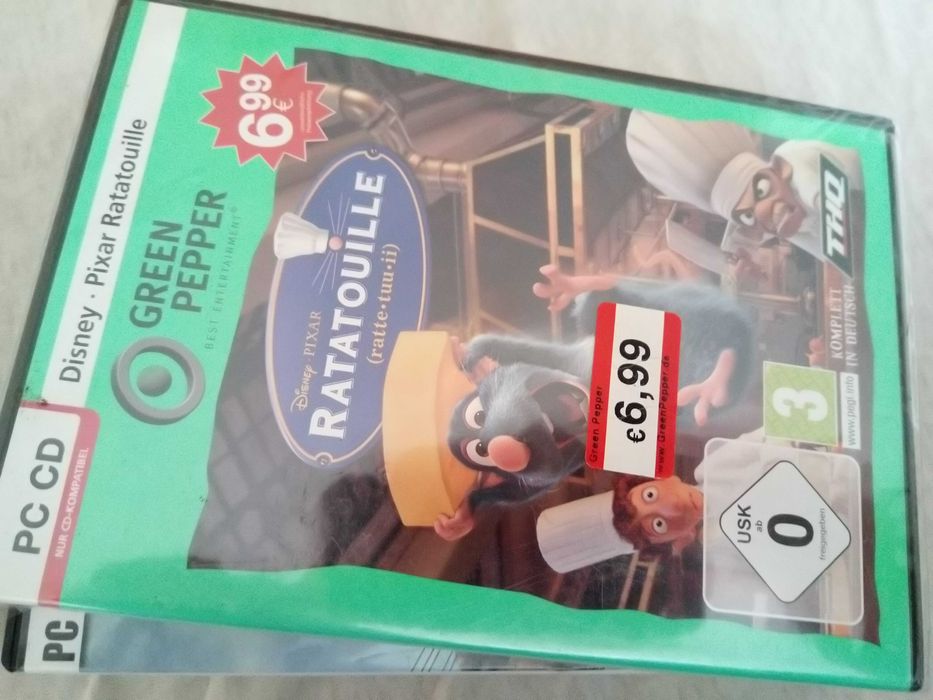 PC CD
NUR CD-KOMPATIBEL
Disney · Pixar Ratatouille
GREEN
PEPPER
BEST ENTERTAINMENT®
6.99
€
DISNEY · PIXAR
RATATOUILLE
(ratte•tuu•ii)
Green Pepper
€6,99
www.GreenPepper.de
THQ
KOMPLETT
IN DEUTSCH
3
www.pegi.info
USK
ab
0
freigegeben
PC